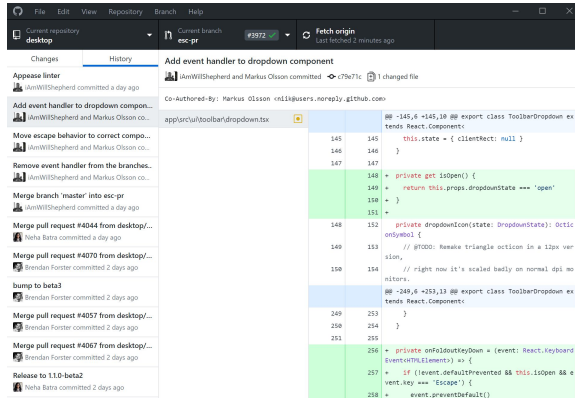 File Edit View Repository Branch Help
Current repository
desktop
Current branch
esc-pr
#3972
Fetch origin
Last fetched 2 minutes ago
Changes
History
Appease linter
iAmWillShepherd committed a day ago
Add event handler to dropdown compon...
iAmWillShepherd and Markus Olsson co...
Move escape behavior to correct compo...
iAmWillShepherd and Markus Olsson co...
Remove event handler from the branches...
iAmWillShepherd and Markus Olsson co...
Merge branch 'master' into esc-pr
iAmWillShepherd committed a day ago
Merge pull request #4044 from desktop/...
Neha Batra committed a day ago
Merge pull request #4070 from desktop/...
Brendan Forster committed 2 days ago
bump to beta3
Brendan Forster committed 2 days ago
Merge pull request #4057 from desktop/...
Brendan Forster committed 2 days ago
Merge pull request #4067 from desktop/...
Brendan Forster committed 2 days ago
Release to 1.1.0-beta2
Neha Batra committed 2 days ago
Add event handler to dropdown component
iAmWillShepherd and Markus Olsson committed c79e71c 1 changed file
Co-Authored-By: Markus Olsson <niik@users.noreply.github.com>
app\src\ui\toolbar\dropdown.tsx
@@ -145,6 +145,10 @@ export class ToolbarDropdown ex
tends React.Component<
145 145 this.state = { clientRect: null }
146 146 }
147 147
148 + private get isOpen() {
149 + return this.props.dropdownState === 'open'
150 + }
151 +
148 152 private dropdownIcon(state: DropdownState): Octic
onSymbol {
149 153 // @TODO: Remake triangle octicon in a 12px ver
sion,
150 154 // right now it's scaled badly on normal dpi mo
nitors.
@@ -249,6 +253,13 @@ export class ToolbarDropdown ex
tends React.Component<
249 253 }
250 254 }
251 255
256 + private onFoldoutKeyDown = (event: React.Keyboard
Event<HTMLElement>) => {
257 + if (!event.defaultPrevented && this.isOpen && e
vent.key === 'Escape') {
258 + event.preventDefault()